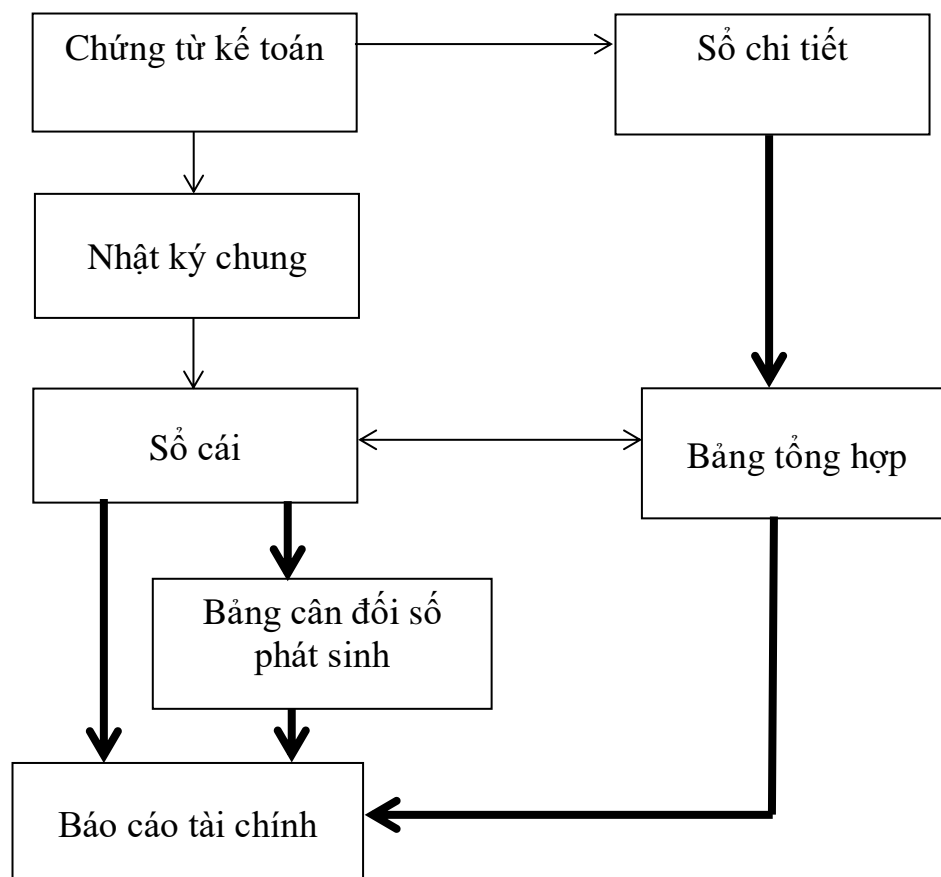 Chứng từ kế toán
Sổ chi tiết
Nhật ký chung
Sổ cái
Bảng tổng hợp
Bảng cân đối số
phát sinh
Báo cáo tài chính